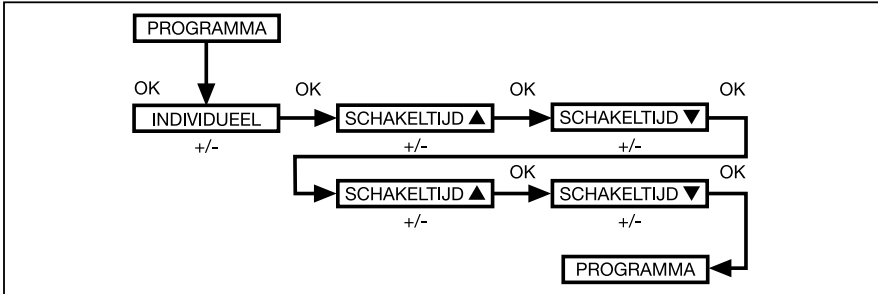 PROGRAMMA
OK OK OK OK
INDIVIDUEEL SCHAKELTIJD ▲ SCHAKELTIJD ▼
+/- +/- +/-
OK OK
SCHAKELTIJD ▲ SCHAKELTIJD ▼
+/- +/-
PROGRAMMA